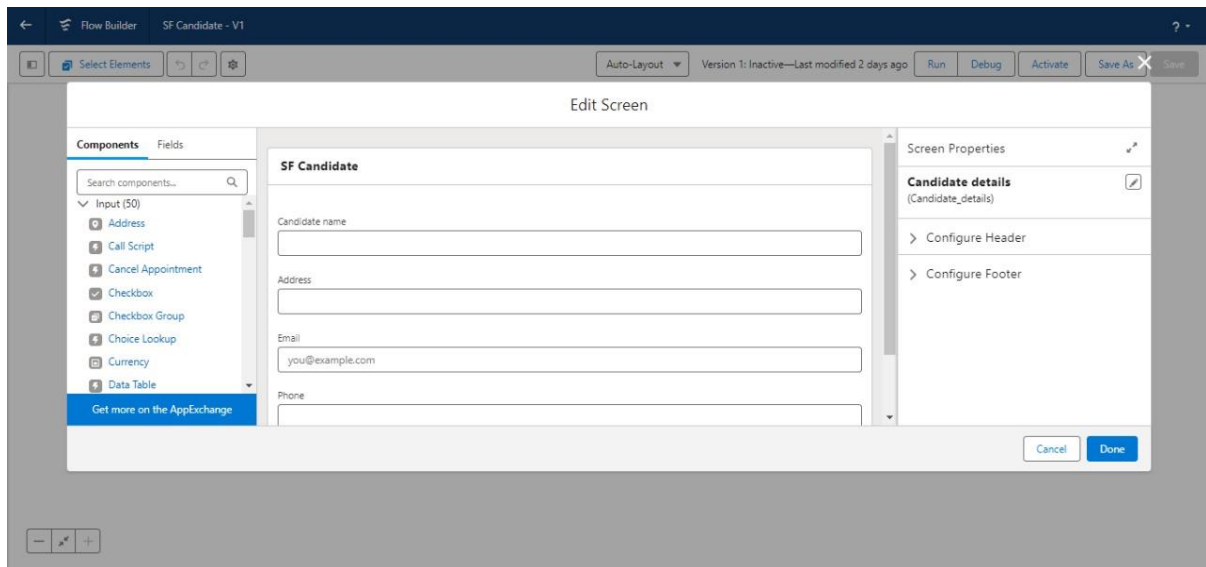 Flow Builder SF Candidate - V1 ? -
Select Elements Auto-Layout Version 1: Inactive—Last modified 2 days ago Run Debug Activate Save As Save
Edit Screen
Components Fields
Search components...
Input (50)
Address
Call Script
Cancel Appointment
Checkbox
Checkbox Group
Choice Lookup
Currency
Data Table
Get more on the AppExchange
SF Candidate
Candidate name
Address
Email
you@example.com
Phone
Screen Properties
Candidate details
(Candidate_details)
Configure Header
Configure Footer
Cancel Done